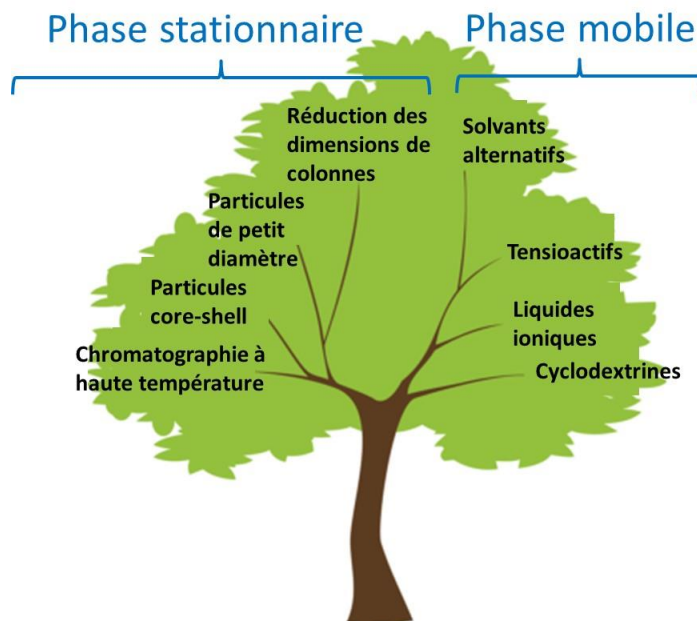 Phase stationnaire
Phase mobile
Réduction des
dimensions de
colonnes
Particules
de petit
diamètre
Particules
core-shell
Chromatographie à
haute température
Solvants
alternatifs
Tensioactifs
Liquides
ioniques
Cyclodextrines